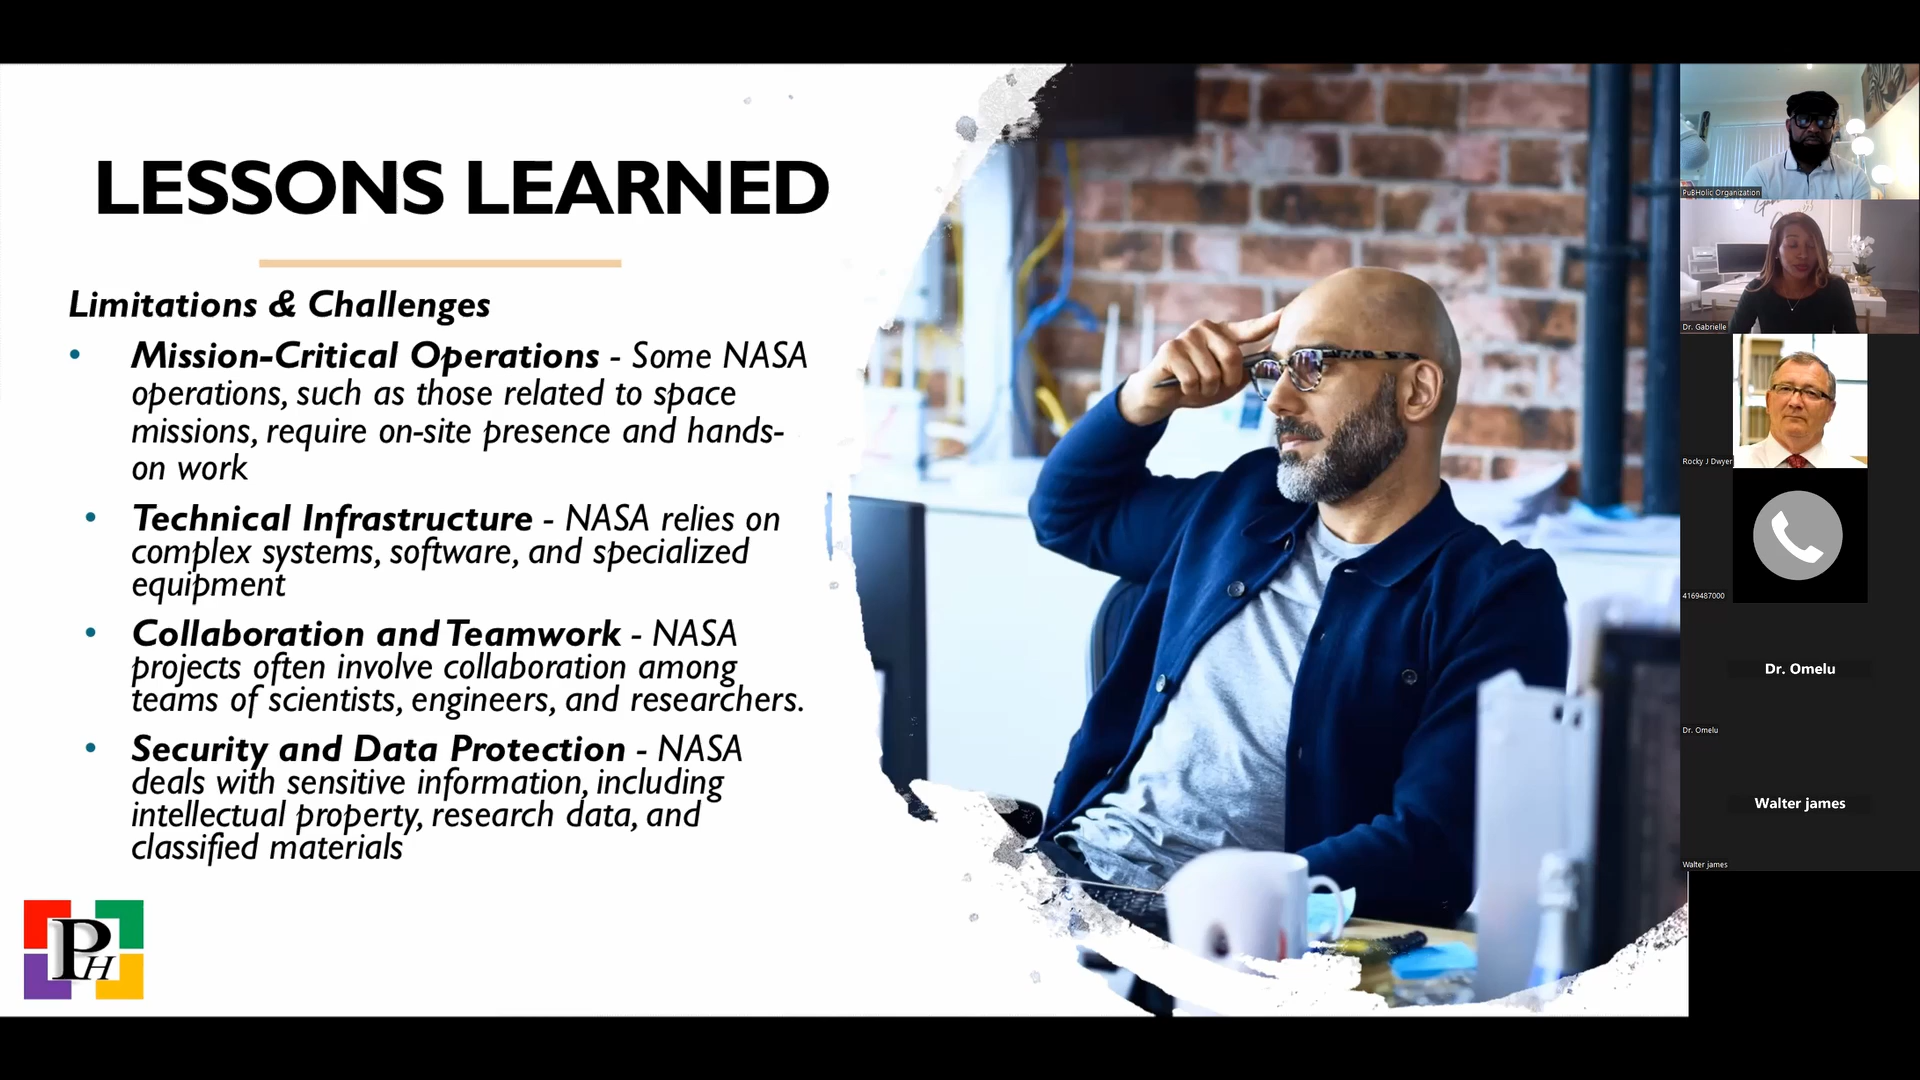 LESSONS LEARNED
Limitations & Challenges
• Mission-Critical Operations - Some NASA
operations, such as those related to space
missions, require on-site presence and hands-
on work
• Technical Infrastructure - NASA relies on
complex systems, software, and specialized
equipment
• Collaboration and Teamwork - NASA
projects often involve collaboration among
teams of scientists, engineers, and researchers.
• Security and Data Protection - NASA
deals with sensitive information, including
intellectual property, research data, and
classified materials
PH
PuBHolic Organization
Dr. Gabrielle
Rocky J Dwyer
4169487000
Dr. Omelu
Dr. Omelu
Walter james
Walter james